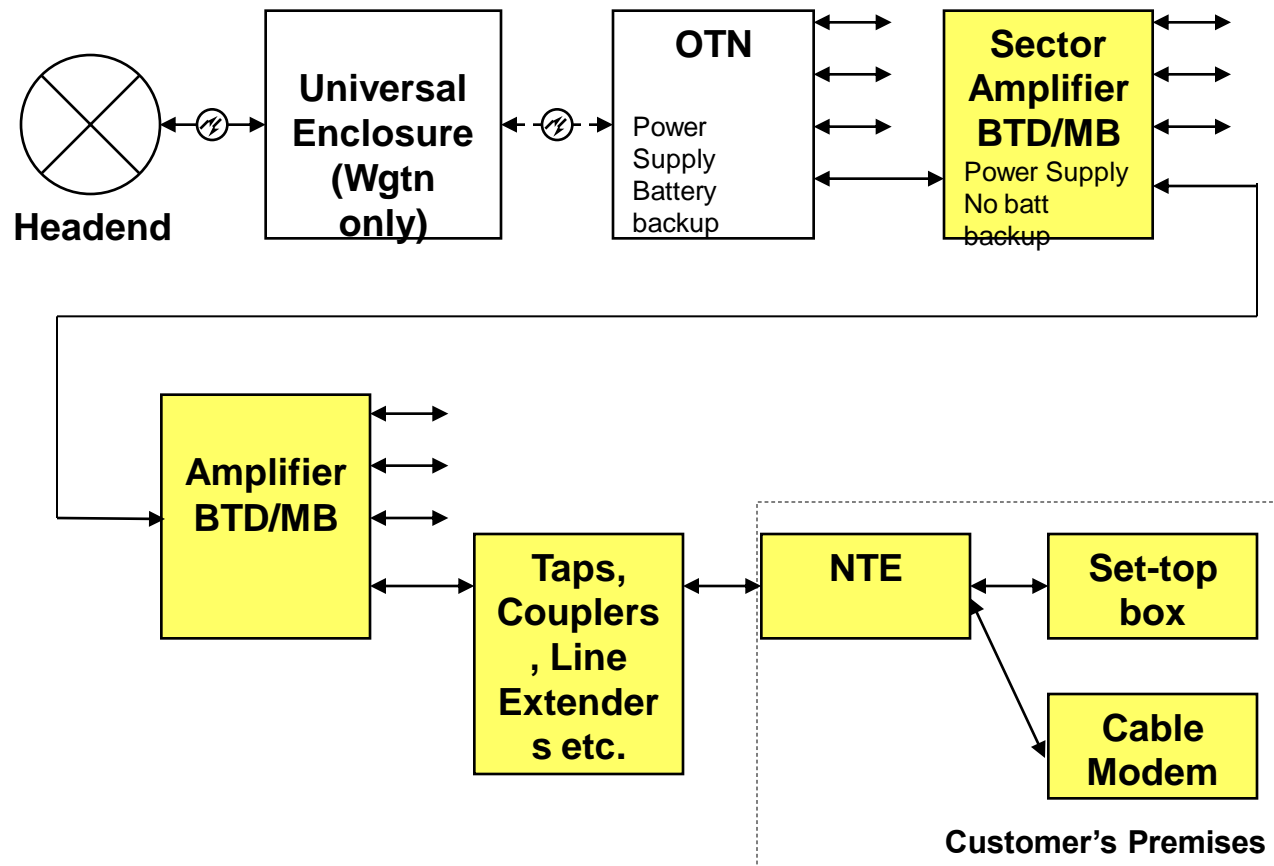 Headend
Universal
Enclosure
(Wgtn
only)
OTN
Power
Supply
Battery
backup
Sector
Amplifier
BTD/MB
Power Supply
No batt
backup
Amplifier
BTD/MB
Taps,
Couplers
, Line
Extender
s etc.
NTE
Set-top
box
Cable
Modem
Customer’s Premises